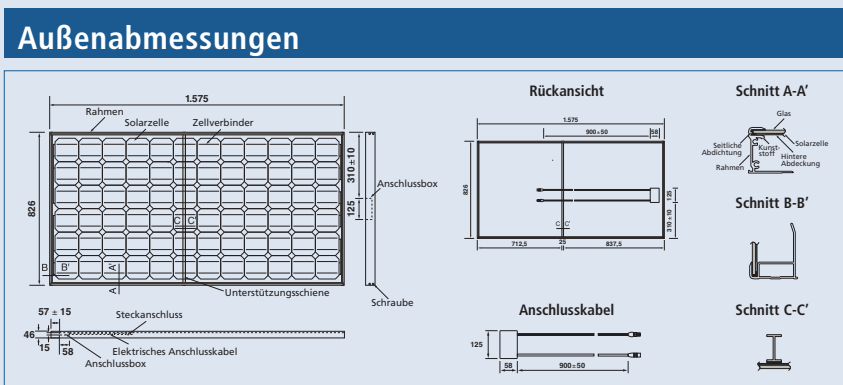 Außenabmessungen
1.575
Rahmen
Solarzelle
Zellverbinder
826
310±10
125
Anschlussbox
C C'
B B'
A'
A
Unterstützungsschiene
Schraube
57 ± 15
Steckanschluss
46
15
58
Elektrisches Anschlusskabel
Anschlussbox
Rückansicht
1.575
900±50
58
826
125
310±10
C C'
712,5
25
837,5
Anschlusskabel
125
58
900±50
Schnitt A-A'
Glas
Seitliche
Abdichtung
Kunst-
stoff
Solarzelle
Hintere
Abdeckung
Rahmen
Schnitt B-B'
Schnitt C-C'